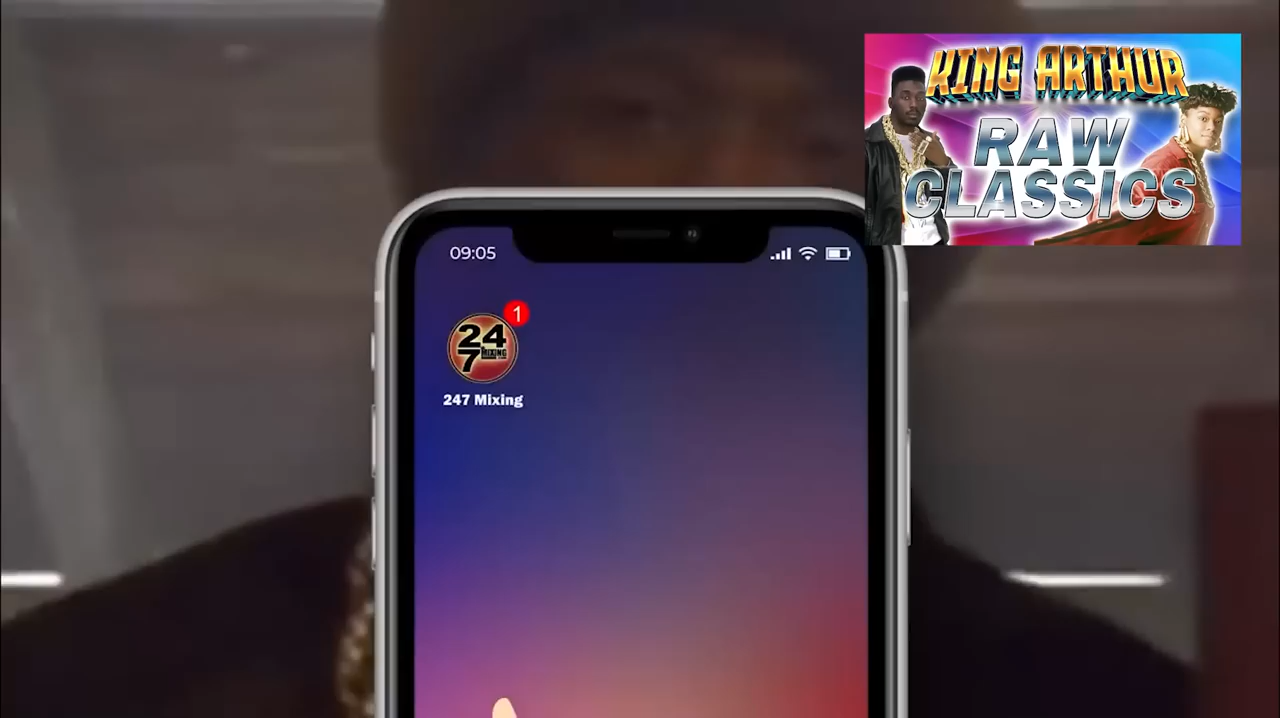 KING ARTHUR
RAW
CLASSICS
09:05
1
24
7 MIXING
247 Mixing